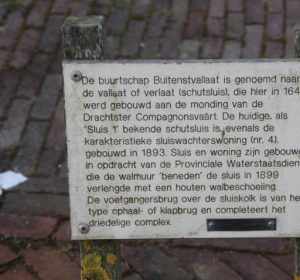 De buurtschap Buitenstvallaat is genoemd naar
de vallaat of verlaat (schutsluis), die hier in 164
werd gebouwd aan de monding van de
Drachtster Compagnonsvaart. De huidige, als
'Sluis 1' bekende schutsluis is, evenals de
karakteristieke sluiswachterswoning (nr. 4),
gebouwd in 1893. Sluis en woning zijn gebouw
in opdracht van de Provinciale Waterstaatsdien
die de walmuur 'beneden' de sluis in 1899
verlengde met een houten walbeschoeiing.
De voetgangersbrug over de sluiskolk is van he
type ophaal- of klapbrug en completeert het
driedelige complex.